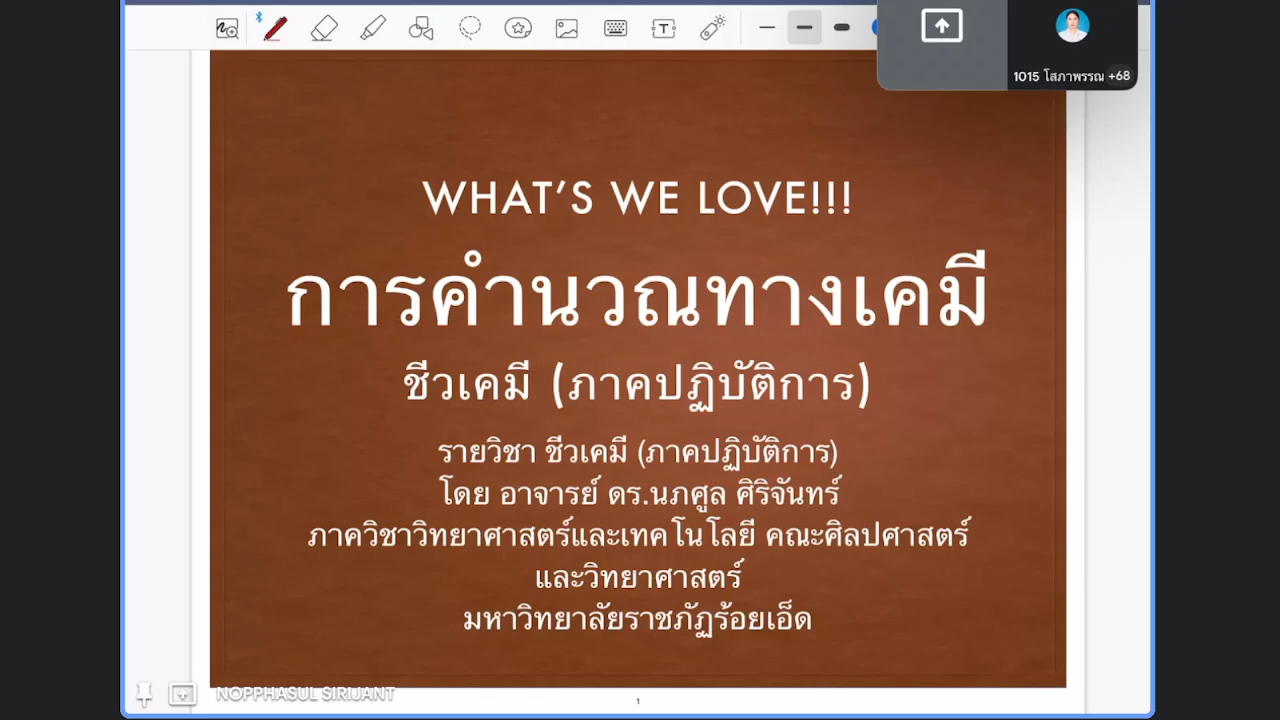 1015 โสภาพรรณ +68
WHAT'S WE LOVE!!!
การคำนวณทางเคมี
ชีวเคมี (ภาคปฏิบัติการ)
รายวิชา ชีวเคมี (ภาคปฏิบัติการ)
โดย อาจารย์ ดร.นภศูล ศิริจันทร์
ภาควิชาวิทยาศาสตร์และเทคโนโลยี คณะศิลปศาสตร์
และวิทยาศาสตร์
มหาวิทยาลัยราชภัฏร้อยเอ็ด
NOPPHASUL SIRIJANT
1